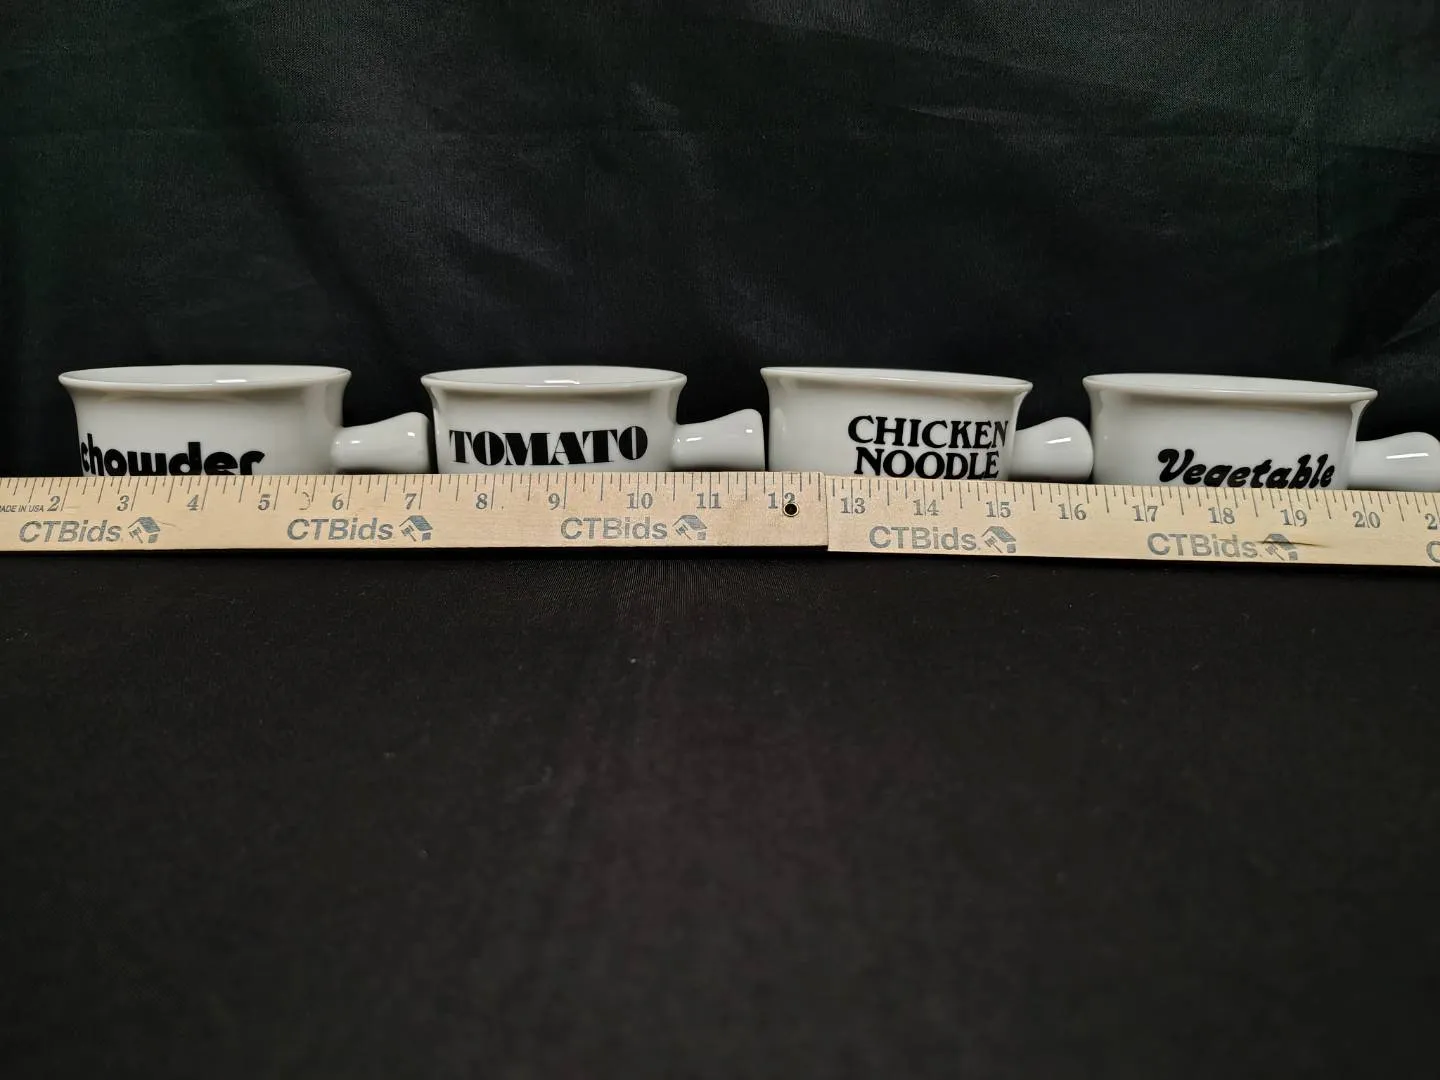 chowder
TOMATO
CHICKEN
NOODLE
Vegetable
MADE IN USA 2 3 4 5 6 7 8 9 10 11 12 13 14 15 16 17 18 19 20
CTBids CTBids CTBids CTBids CTBids